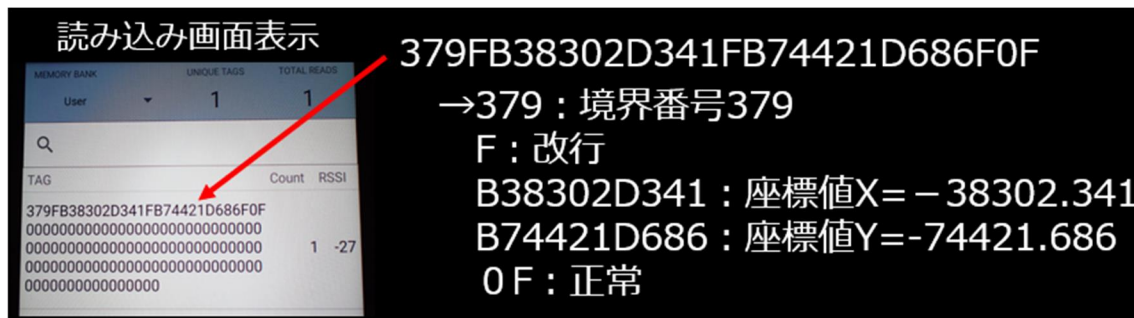 読み込み画面表示
MEMORY BANK
UNIQUE TAGS
TOTAL READS
User
1
1
TAG
Count
RSSI
379FB38302D341FB74421D686F0F
0000000000000000000000000000
0000000000000000000000000000
0000000000000000000000000000
0000000000000000
1
-27
379FB38302D341FB74421D686F0F
→379：境界番号379
F：改行
B38302D341：座標値X=－38302.341
B74421D686：座標値Y=-74421.686
０F：正常